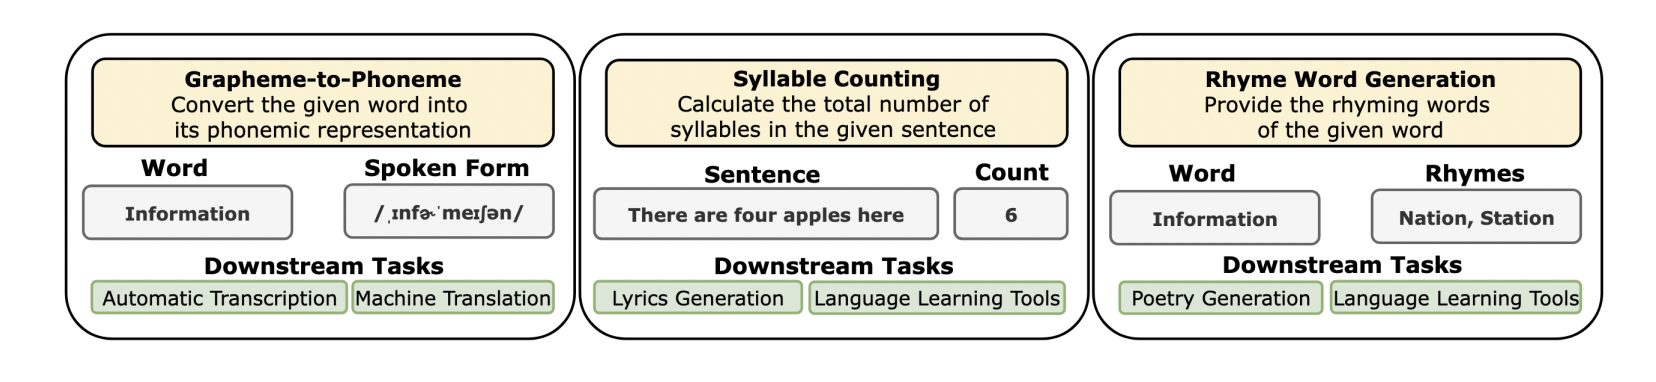 Grapheme-to-Phoneme
Convert the given word into
its phonemic representation
Word
Spoken Form
Information
/ˌɪnfɚˈmeɪʃən/
Downstream Tasks
Automatic Transcription
Machine Translation
Syllable Counting
Calculate the total number of
syllables in the given sentence
Sentence
Count
There are four apples here
6
Downstream Tasks
Lyrics Generation
Language Learning Tools
Rhyme Word Generation
Provide the rhyming words
of the given word
Word
Rhymes
Information
Nation, Station
Downstream Tasks
Poetry Generation
Language Learning Tools